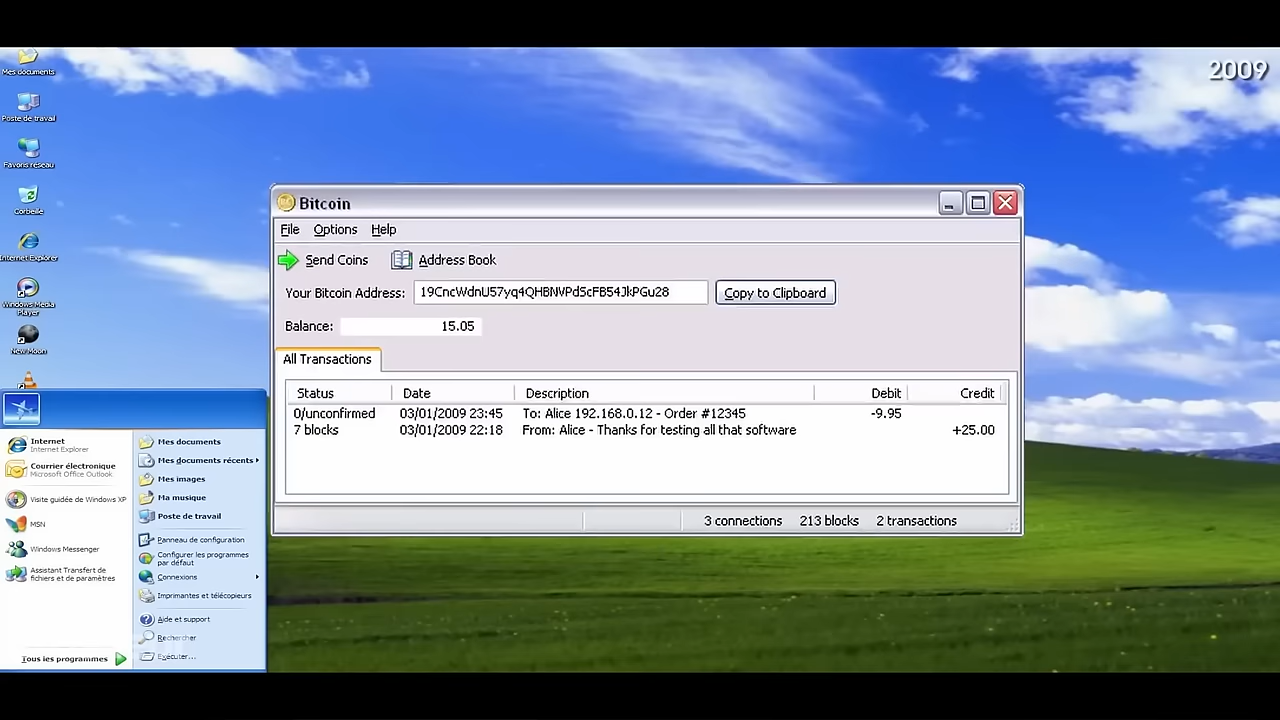 2009
Mes documents
Poste de travail
Favoris réseau
Corbeille
Internet Explorer
Windows Media
Player
New Moon
Bitcoin
File Options Help
Send Coins Address Book
Your Bitcoin Address: 19CncWdnU57yq4QHBNVPdScFB54JkPGu28 Copy to Clipboard
Balance: 15.05
All Transactions
Status Date Description Debit Credit
0/unconfirmed 03/01/2009 23:45 To: Alice 192.168.0.12 - Order #12345 -9.95
7 blocks 03/01/2009 22:18 From: Alice - Thanks for testing all that software +25.00
3 connections 213 blocks 2 transactions
Internet
Internet Explorer
Courrier électronique
Microsoft Office Outlook
Visite guidée de Windows XP
MSN
Windows Messenger
Assistant Transfert de
fichiers et de paramètres
Tous les programmes
Mes documents
Mes documents récents
Mes images
Ma musique
Poste de travail
Panneau de configuration
Configurer les programmes
par défaut
Connexions
Imprimantes et télécopieurs
Aide et support
Rechercher
Exécuter...